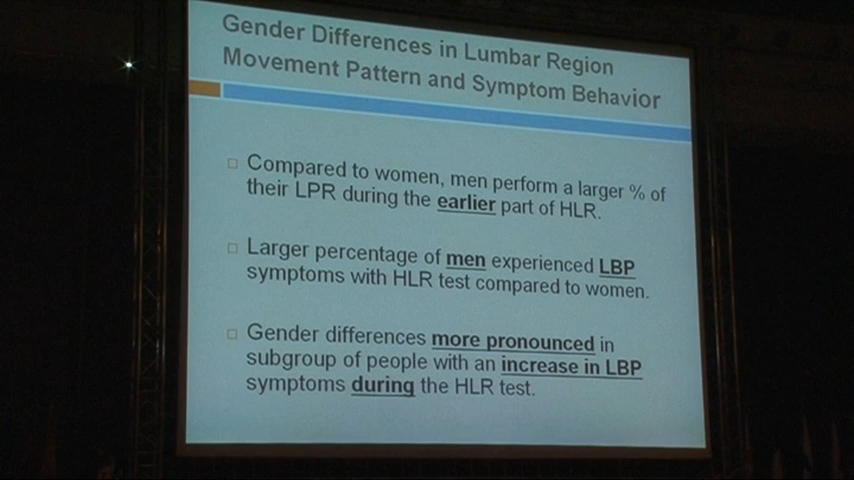 Gender Differences in Lumbar Region
Movement Pattern and Symptom Behavior
Compared to women, men perform a larger % of
their LPR during the earlier part of HLR.
Larger percentage of men experienced LBP
symptoms with HLR test compared to women.
Gender differences more pronounced in
subgroup of people with an increase in LBP
symptoms during the HLR test.